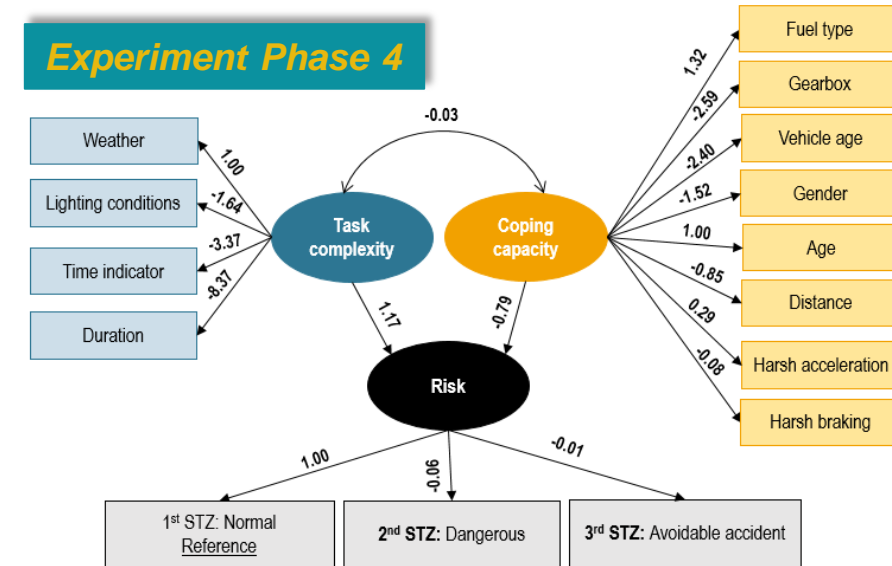 Experiment Phase 4
-0.03
Weather
Lighting conditions
Time indicator
Duration
1.00
-1.64
-3.37
-8.37
Task
complexity
Coping
capacity
1.32
-2.59
-2.40
-1.52
1.00
-0.85
0.29
-0.08
Fuel type
Gearbox
Vehicle age
Gender
Age
Distance
Harsh acceleration
Harsh braking
1.17
-0.79
Risk
1.00
-0.06
-0.01
1st STZ: Normal
Reference
2nd STZ: Dangerous
3rd STZ: Avoidable accident